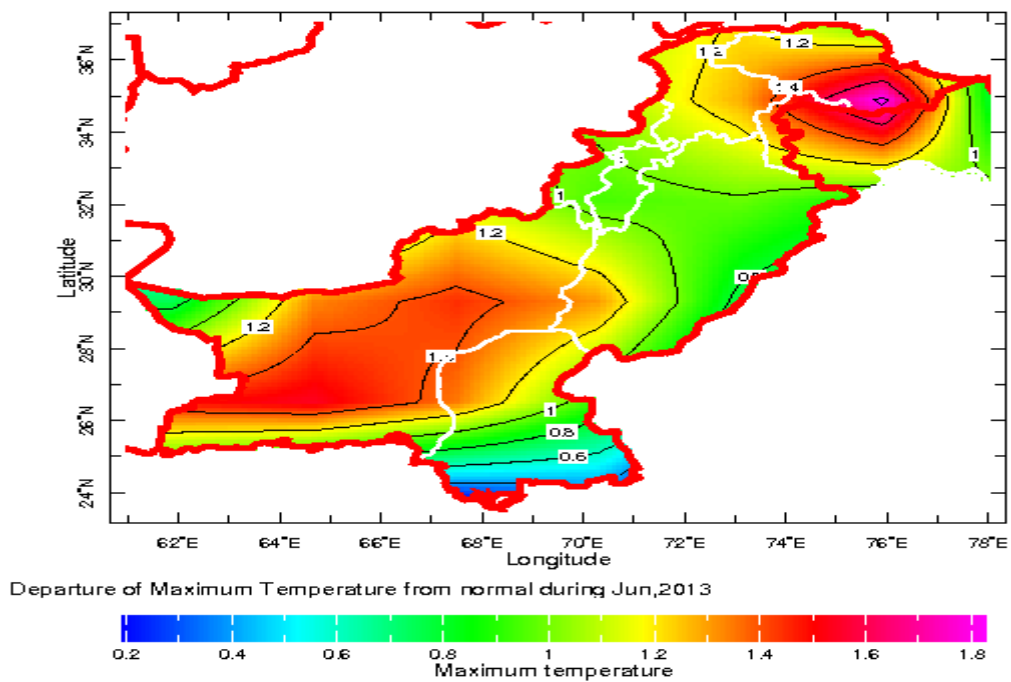 36°N
34°N
32°N
30°N
28°N
26°N
24°N
Latitude
1.2
1.2
1.4
1
1
1.2
1.2
1
0.8
0.6
62°E 64°E 66°E 68°E 70°E 72°E 74°E 76°E 78°E
Longitude
Departure of Maximum Temperature from normal during Jun,2013
0.2 0.4 0.6 0.8 1 1.2 1.4 1.6 1.8
Maximum temperature